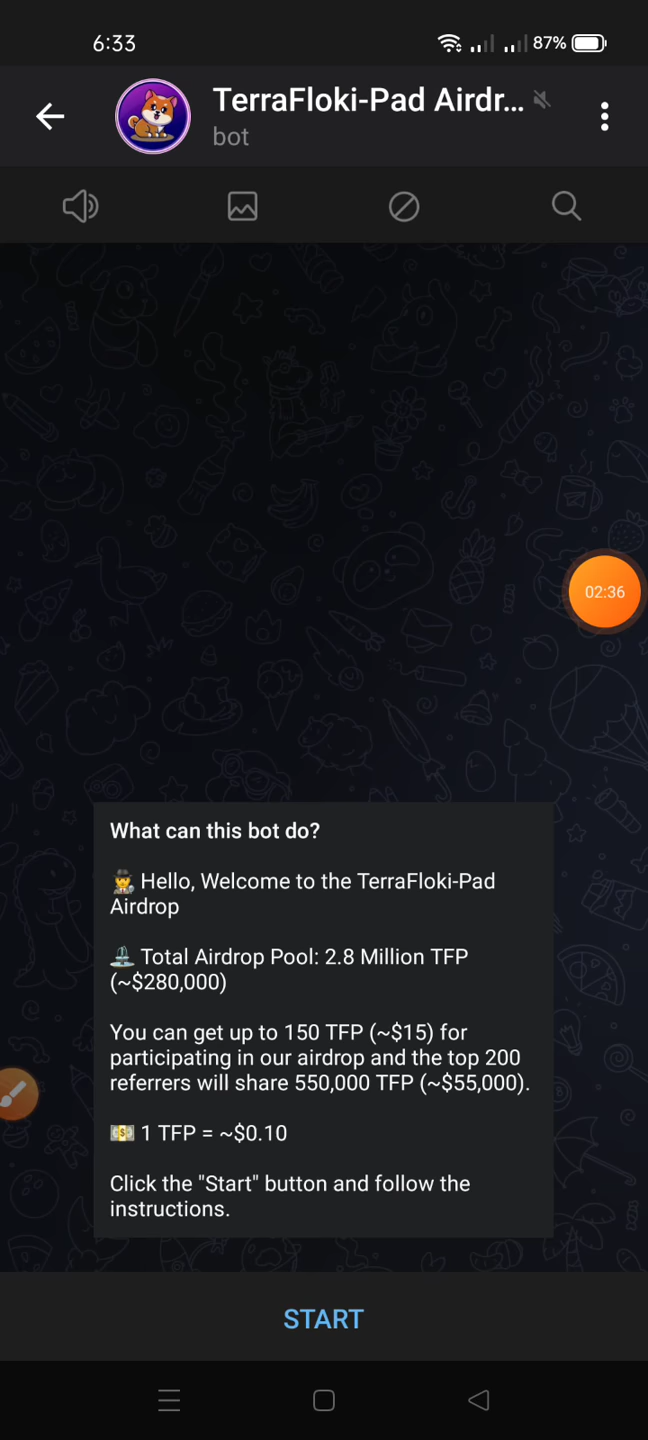 6:33
87%
TerraFloki-Pad Airdr...
bot
02:36
What can this bot do?
Hello, Welcome to the TerraFloki-Pad
Airdrop
Total Airdrop Pool: 2.8 Million TFP
(~$280,000)
You can get up to 150 TFP (~$15) for
participating in our airdrop and the top 200
referrers will share 550,000 TFP (~$55,000).
1 TFP = ~$0.10
Click the "Start" button and follow the
instructions.
START